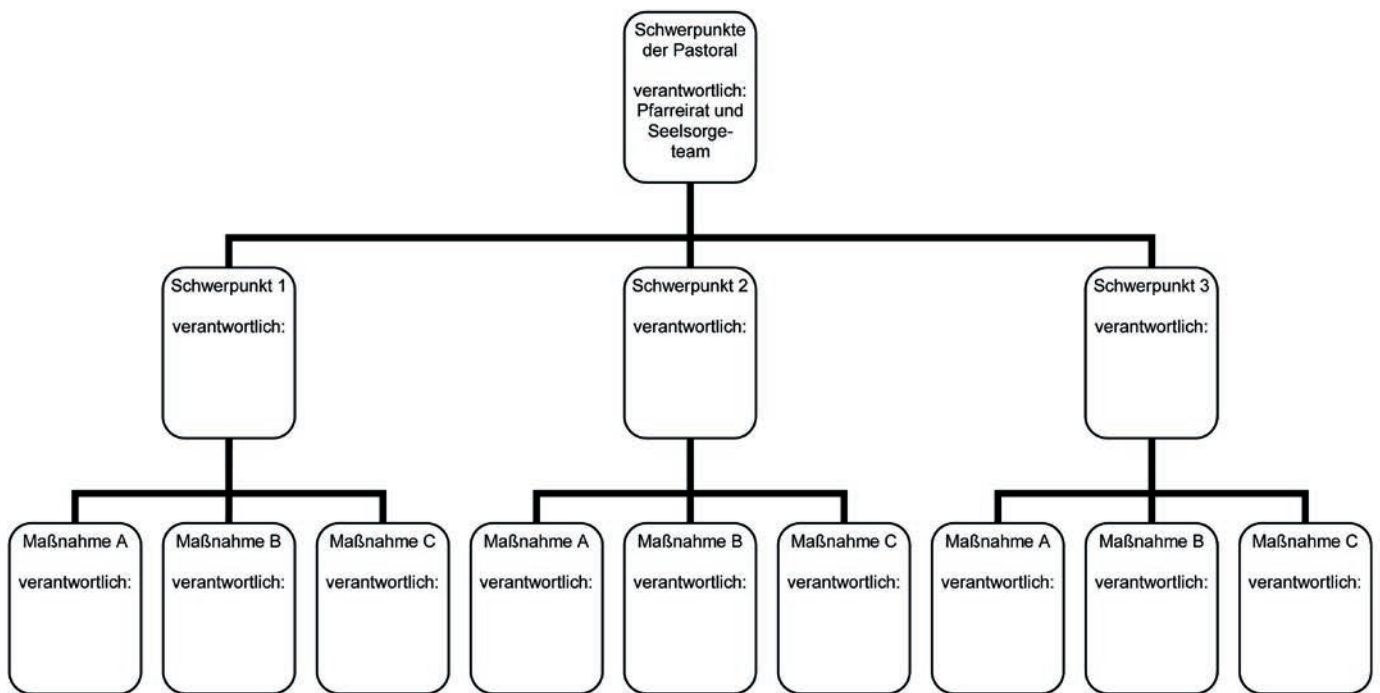 Schwerpunkte
der Pastoral
verantwortlich:
Pfarreirat und
Seelsorge-
team
Schwerpunkt 1
verantwortlich:
Schwerpunkt 2
verantwortlich:
Schwerpunkt 3
verantwortlich:
Maßnahme A
verantwortlich:
Maßnahme B
verantwortlich:
Maßnahme C
verantwortlich:
Maßnahme A
verantwortlich:
Maßnahme B
verantwortlich:
Maßnahme C
verantwortlich:
Maßnahme A
verantwortlich:
Maßnahme B
verantwortlich:
Maßnahme C
verantwortlich: